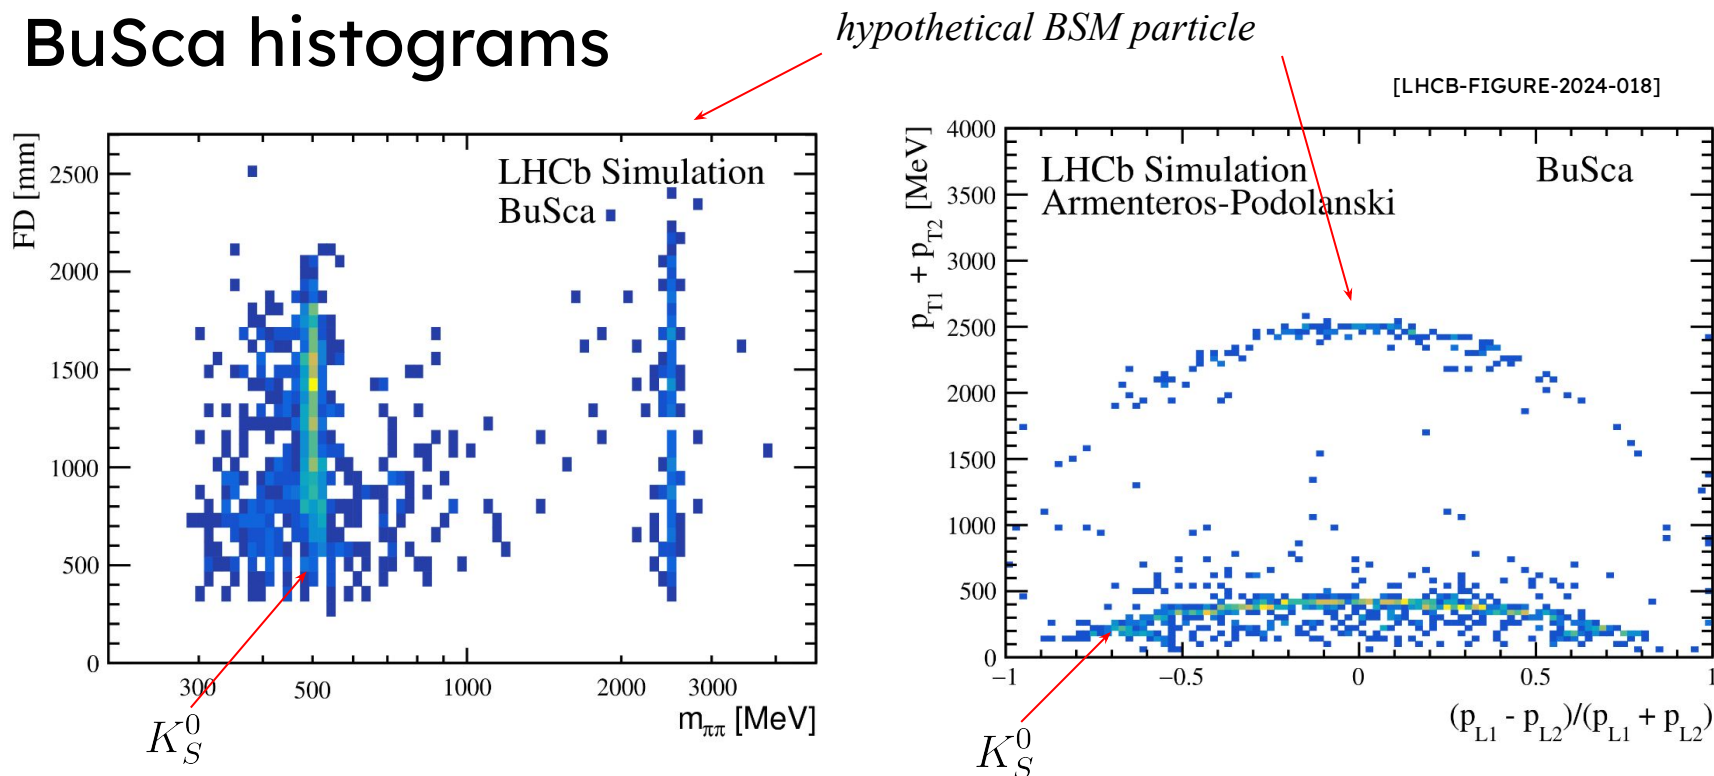 BuSca histograms
hypothetical BSM particle
[LHCB-FIGURE-2024-018]
FD [mm]
2500
2000
1500
1000
500
0
LHCb Simulation
BuSca
300
500
1000
2000
3000
m_ππ [MeV]
K_S^0
p_T1 + p_T2 [MeV]
4000
3500
3000
2500
2000
1500
1000
500
0
LHCb Simulation
Armenteros-Podolanski
BuSca
−1
−0.5
0
0.5
1
(p_L1 - p_L2)/(p_L1 + p_L2)
K_S^0